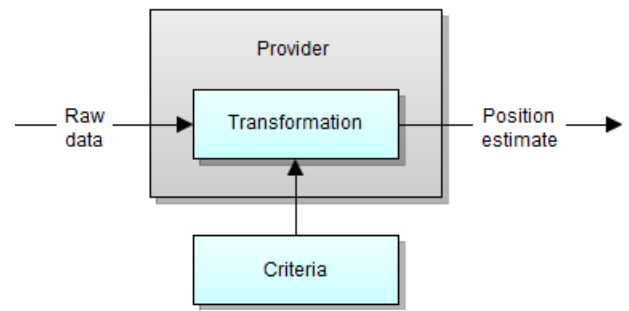 Provider
Raw
data
Transformation
Position
estimate
Criteria